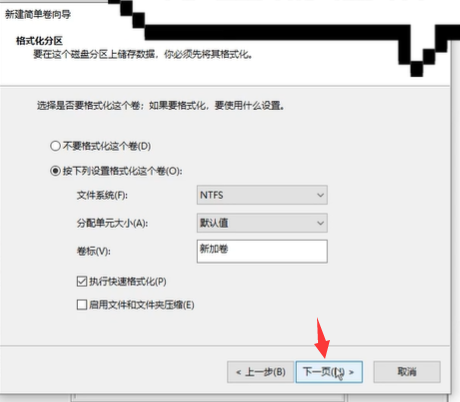 新建简单卷向导
格式化分区
要在这个磁盘分区上储存数据，你必须先将其格式化。
选择是否要格式化这个卷；如果要格式化，要使用什么设置。
不要格式化这个卷(D)
按下列设置格式化这个卷(O):
文件系统(F): NTFS
分配单元大小(A): 默认值
卷标(V): 新加卷
执行快速格式化(P)
启用文件和文件夹压缩(E)
< 上一步(B) 下一页(N) > 取消